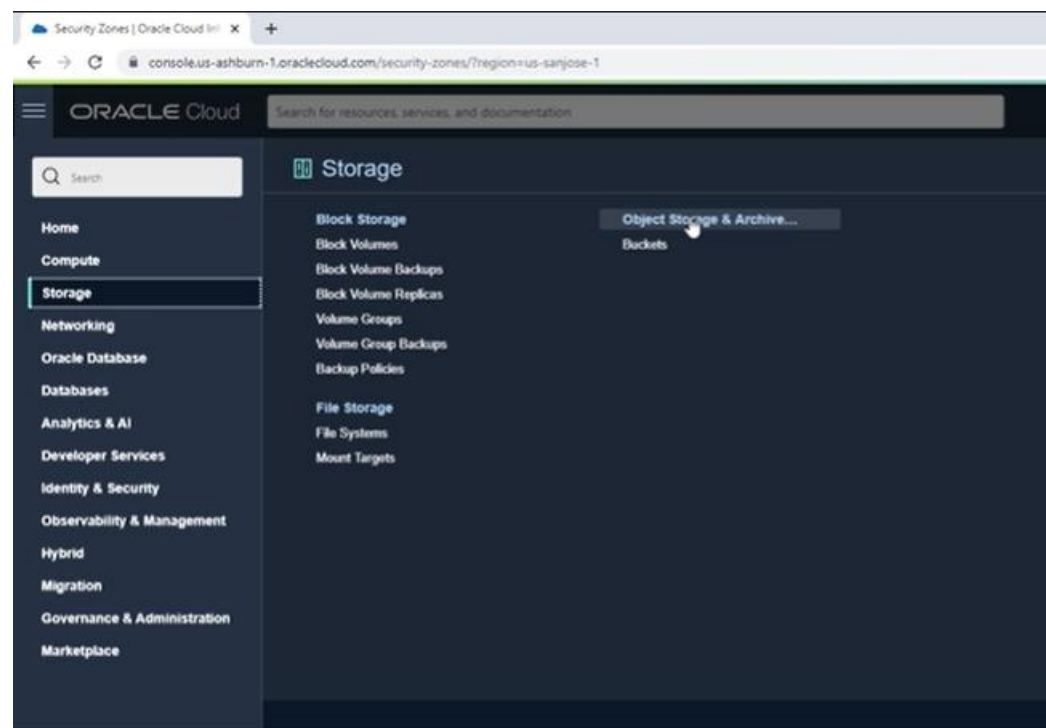 Security Zones | Oracle Cloud Inf
console.us-ashburn-1.oraclecloud.com/security-zones/?region=us-sanjose-1
ORACLE Cloud
Search for resources, services, and documentation
Search
Home
Compute
Storage
Networking
Oracle Database
Databases
Analytics & AI
Developer Services
Identity & Security
Observability & Management
Hybrid
Migration
Governance & Administration
Marketplace
Storage
Block Storage
Block Volumes
Block Volume Backups
Block Volume Replicas
Volume Groups
Volume Group Backups
Backup Policies
File Storage
File Systems
Mount Targets
Object Storage & Archive...
Buckets